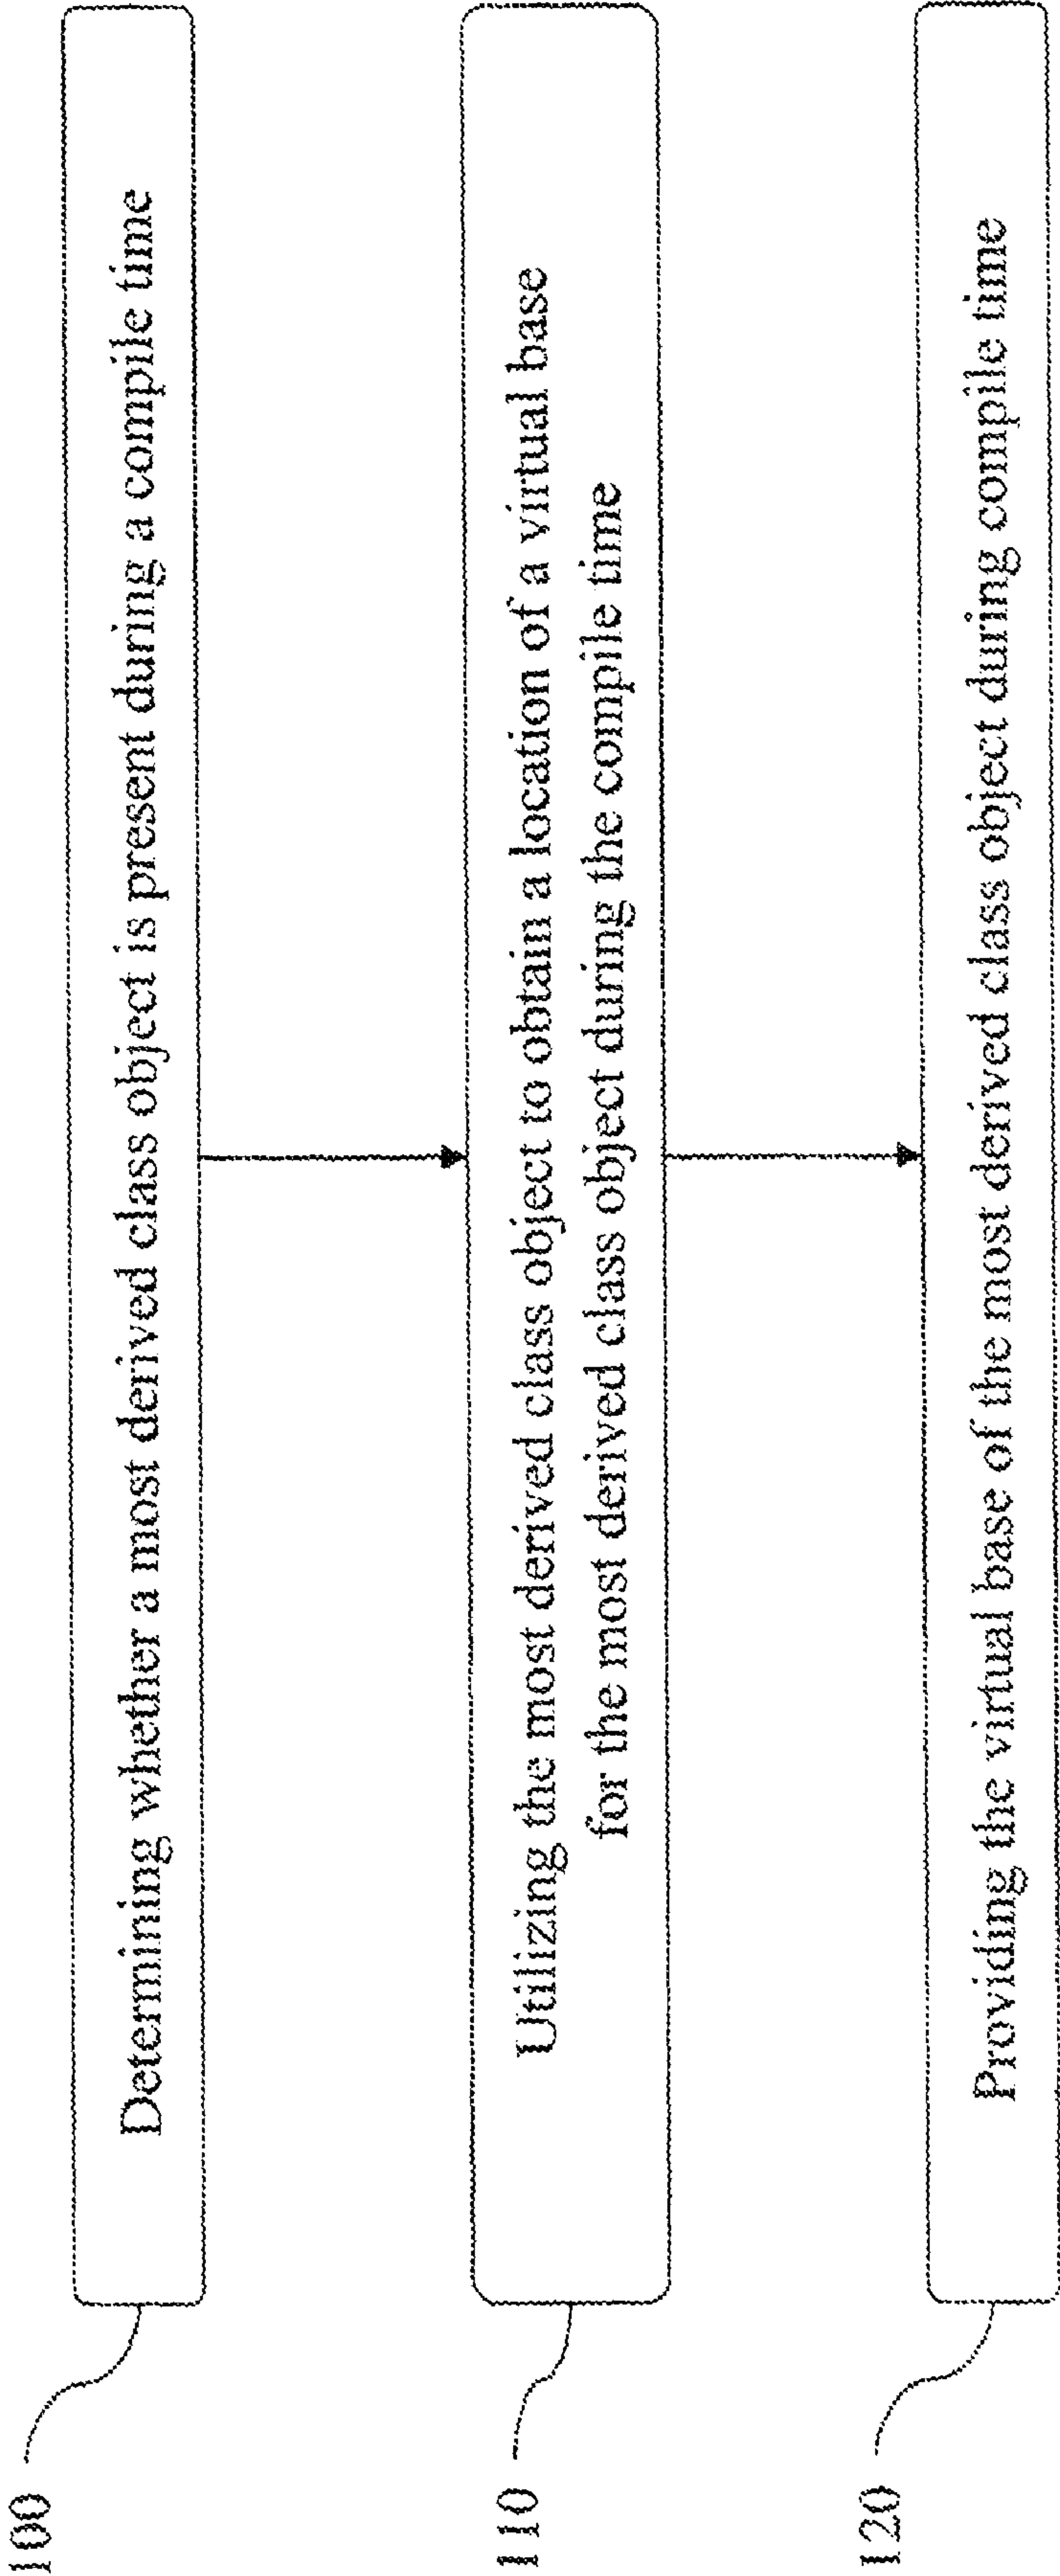 100
Determining whether a most derived class object is present during a compile time
110
Utilizing the most derived class object to obtain a location of a virtual base
for the most derived class object during the compile time
120
Providing the virtual base of the most derived class object during compile time